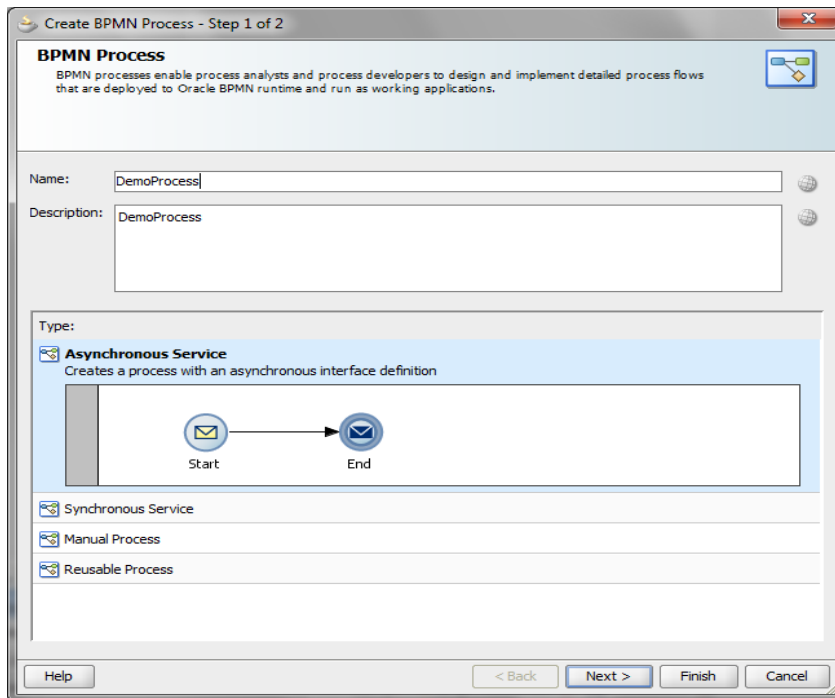 Create BPMN Process - Step 1 of 2
BPMN Process
BPMN processes enable process analysts and process developers to design and implement detailed process flows
that are deployed to Oracle BPMN runtime and run as working applications.
Name:
DemoProcess
Description:
DemoProcess
Type:
Asynchronous Service
Creates a process with an asynchronous interface definition
Start
End
Synchronous Service
Manual Process
Reusable Process
Help
< Back
Next >
Finish
Cancel